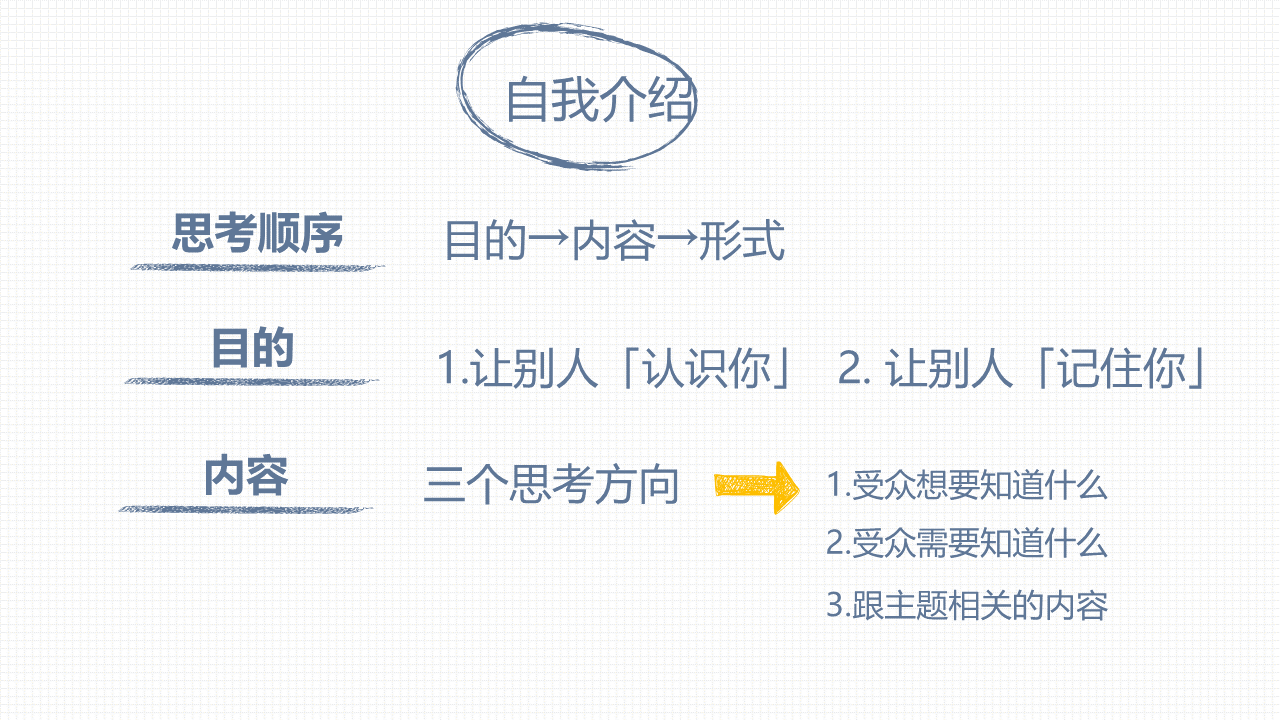 自我介绍
思考顺序
目的→内容→形式
目的
1.让别人「认识你」 2. 让别人「记住你」
内容
三个思考方向
1.受众想要知道什么
2.受众需要知道什么
3.跟主题相关的内容